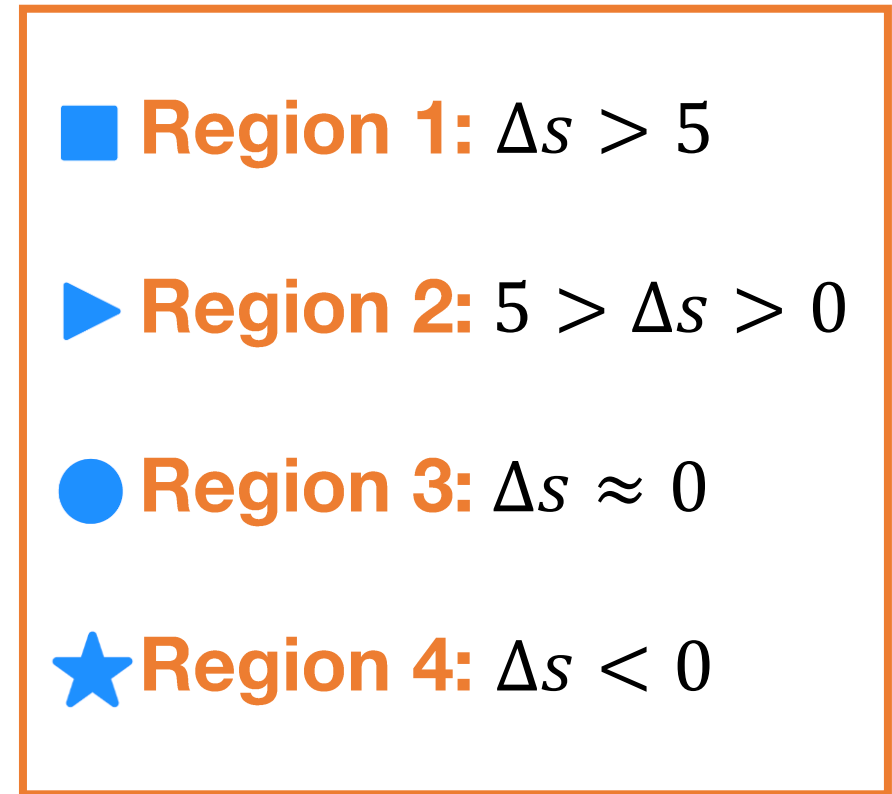 Region 1: Δs > 5
Region 2: 5 > Δs > 0
Region 3: Δs ≈ 0
Region 4: Δs < 0